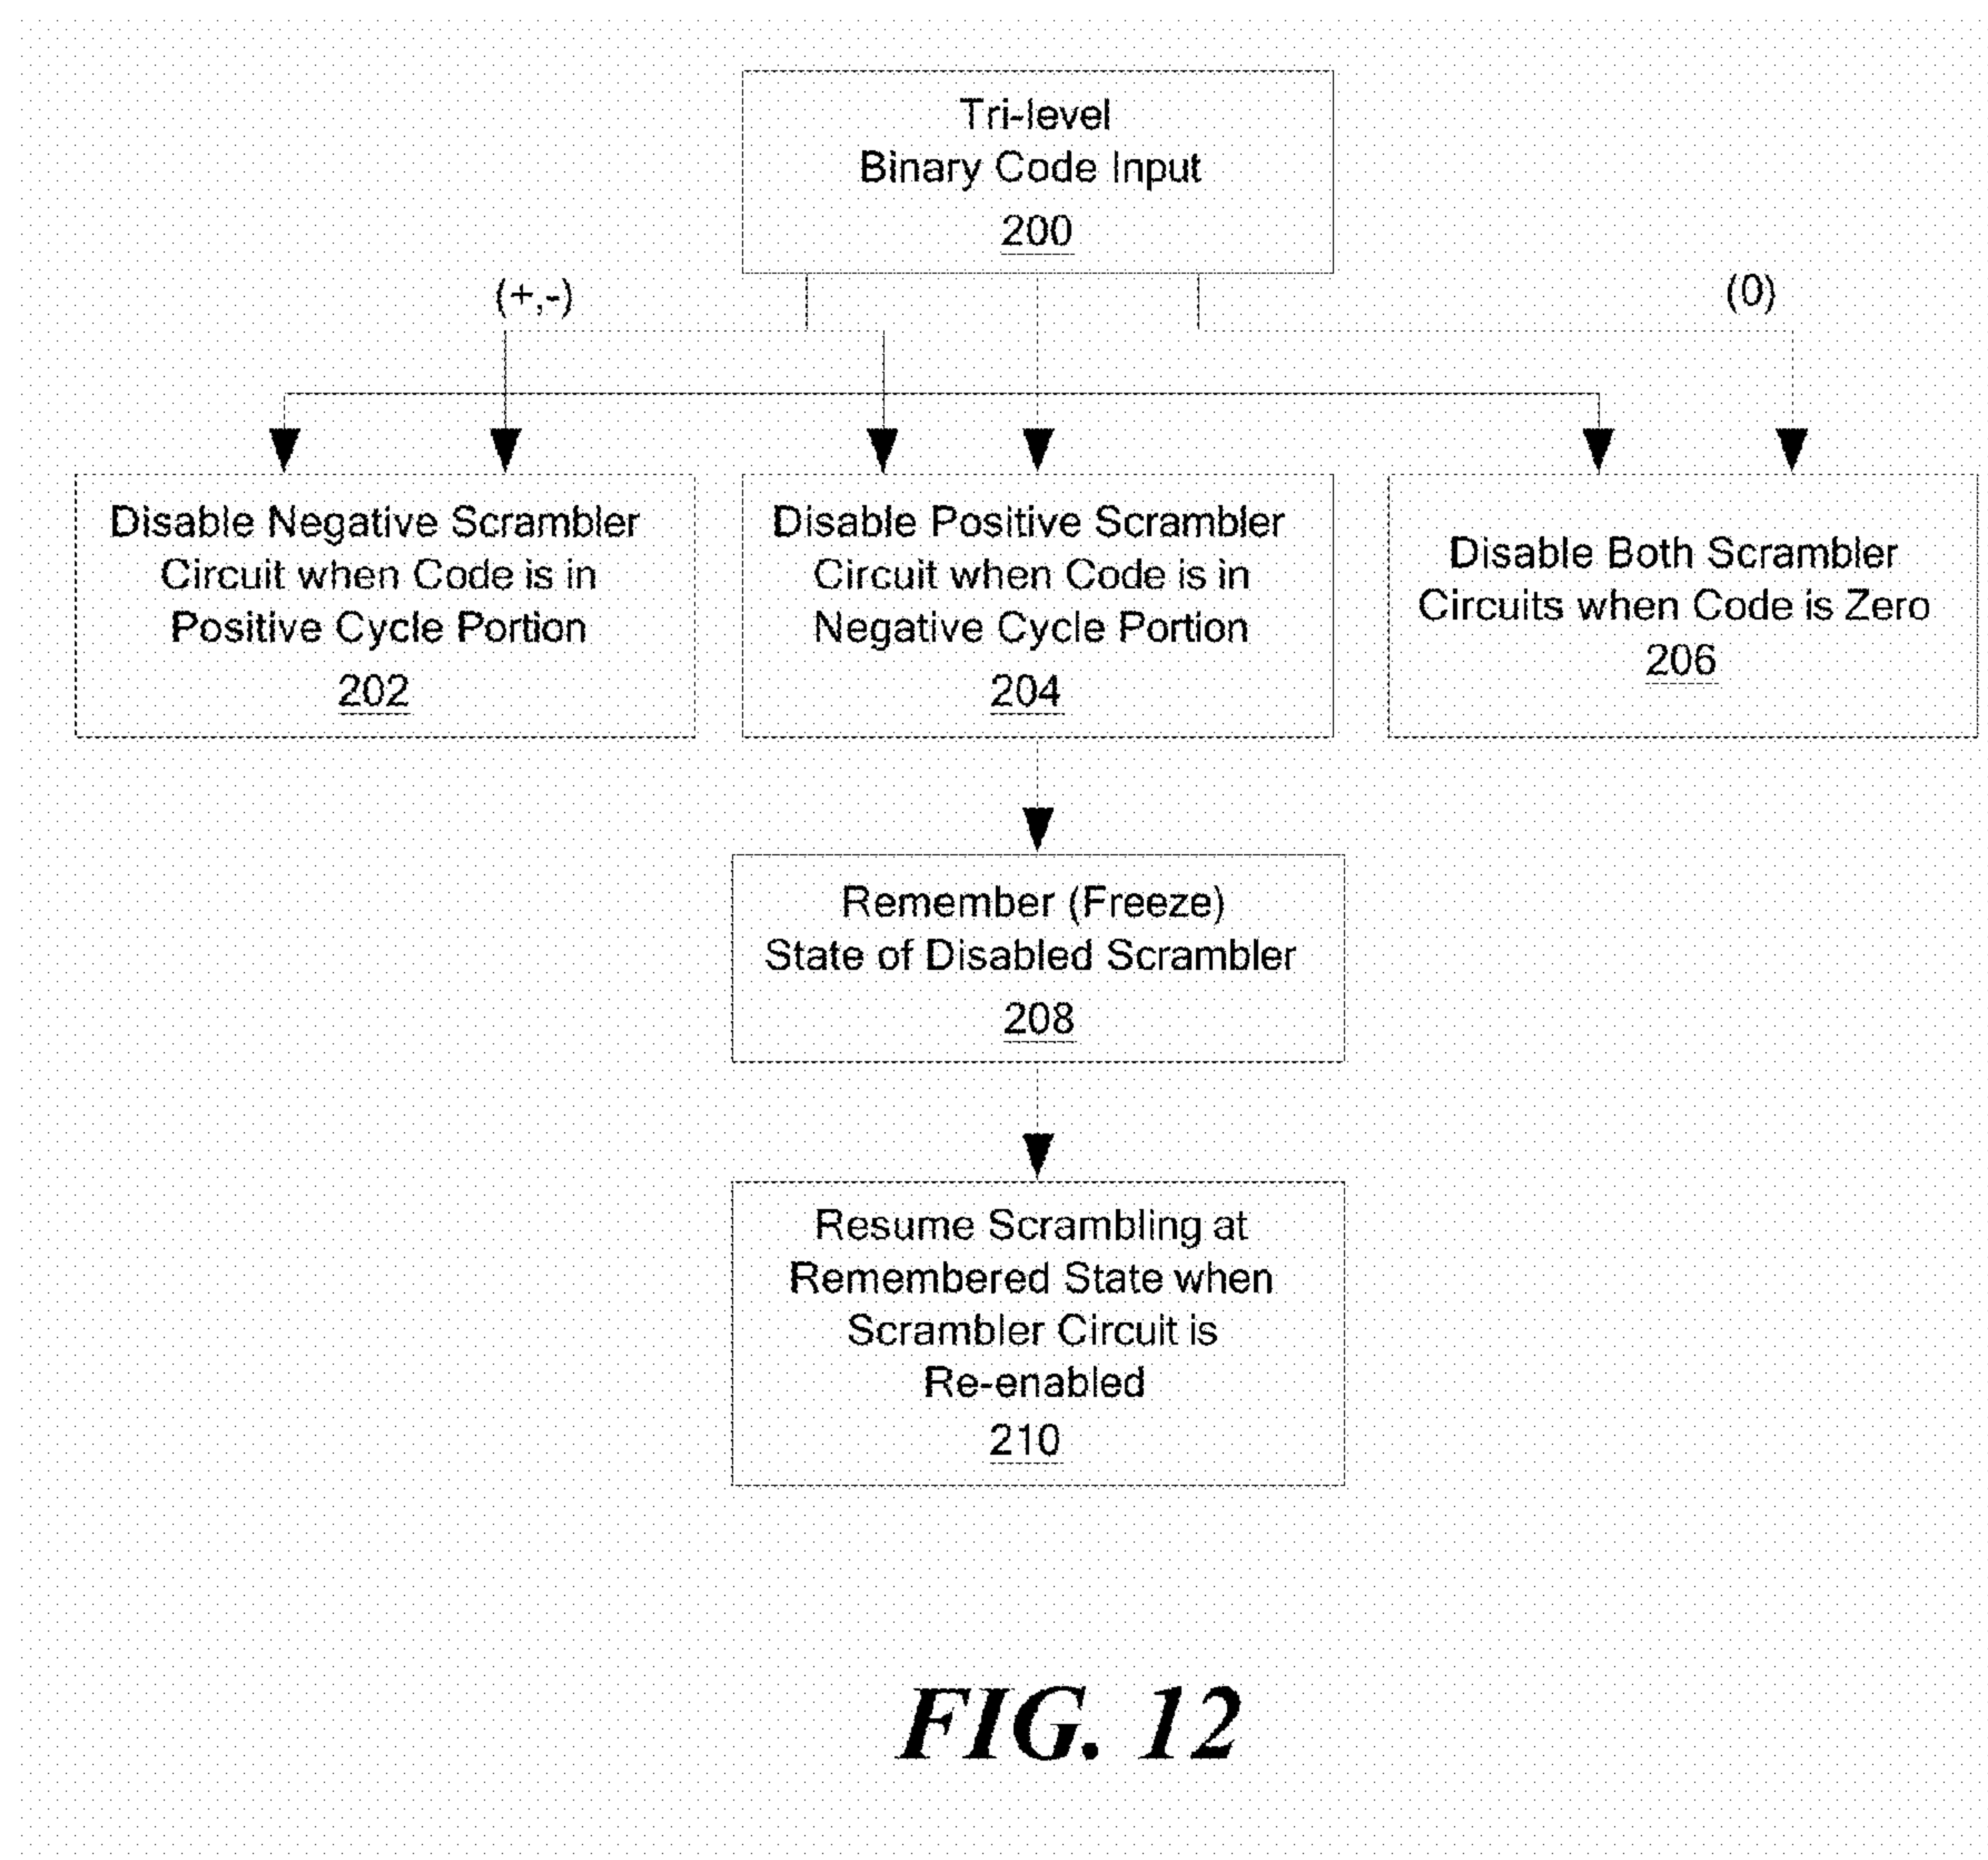 Tri-level
Binary Code Input
200
(+,-)
(0)
Disable Negative Scrambler
Circuit when Code is in
Positive Cycle Portion
202
Disable Positive Scrambler
Circuit when Code is in
Negative Cycle Portion
204
Disable Both Scrambler
Circuits when Code is Zero
206
Remember (Freeze)
State of Disabled Scrambler
208
Resume Scrambling at
Remembered State when
Scrambler Circuit is
Re-enabled
210
FIG. 12